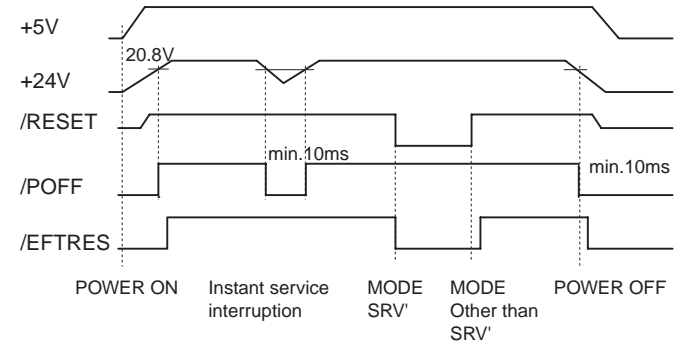 +5V
20.8V
+24V
/RESET
min.10ms
min.10ms
/POFF
/EFTRES
POWER ON
Instant service
interruption
MODE
SRV'
MODE
Other than
SRV'
POWER OFF